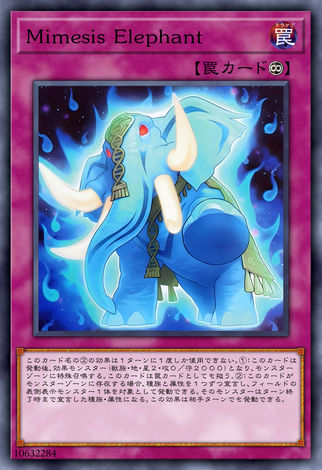 Mimesis Elephant
トラップ
罠
【罠カード】
このカード名の②の効果は１ターンに１度しか使用できない。①：このカードは
発動後、効果モンスター（獣族・地・星２・攻０／守２０００）となり、モンスター
ゾーンに特殊召喚する。このカードは罠カードとしても扱う。②：このカードが
モンスターゾーンに存在する場合、種族と属性を１つずつ宣言し、フィールドの
表側表示モンスター１体を対象として発動できる。そのモンスターはターン終
了時まで宣言した種族・属性になる。この効果は相手ターンでも発動できる。
10632284